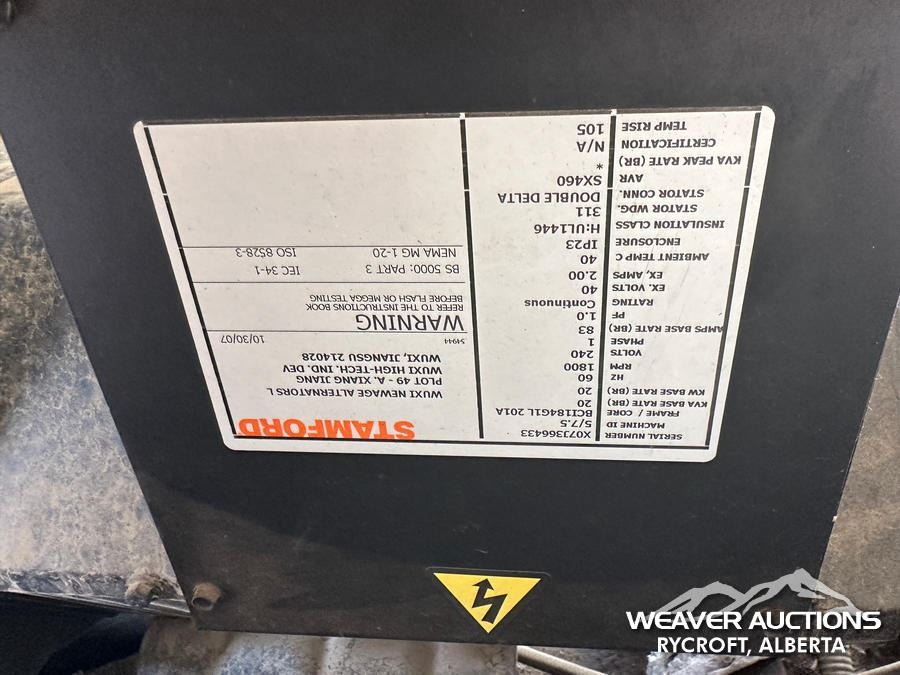 STAMFORD
WUXI NEWAGE ALTERNATORS L
PLOT 49 - A. XIANG JIANG
WUXI HIGH-TECH. IND. DEV
WUXI, JIANGSU 214028
54944 10/30/07
WARNING
REFER TO THE INSTRUCTIONS BOOK
BEFORE FLASH OR MEGGA TESTING
BS 5000: PART 3 IEC 34-1
NEMA MG 1-20 ISO 8528-3
SERIAL NUMBER X07J366433
MACHINE ID 5/7.5
FRAME / CORE BCI184G1L 201A
KVA BASE RATE (BR) 20
KW BASE RATE (BR) 20
HZ 60
RPM 1800
VOLTS 240
PHASE 1
AMPS BASE RATE (BR) 83
PF 1.0
RATING Continuous
EX. VOLTS 40
EX. AMPS 2.00
AMBIENT TEMP C 40
ENCLOSURE IP23
INSULATION CLASS H:UL1446
STATOR WDG. 311
STATOR CONN. DOUBLE DELTA
AVR SX460
KVA PEAK RATE (BR) *
CERTIFICATION N/A
TEMP RISE 105
WEAVER AUCTIONS
RYCROFT, ALBERTA